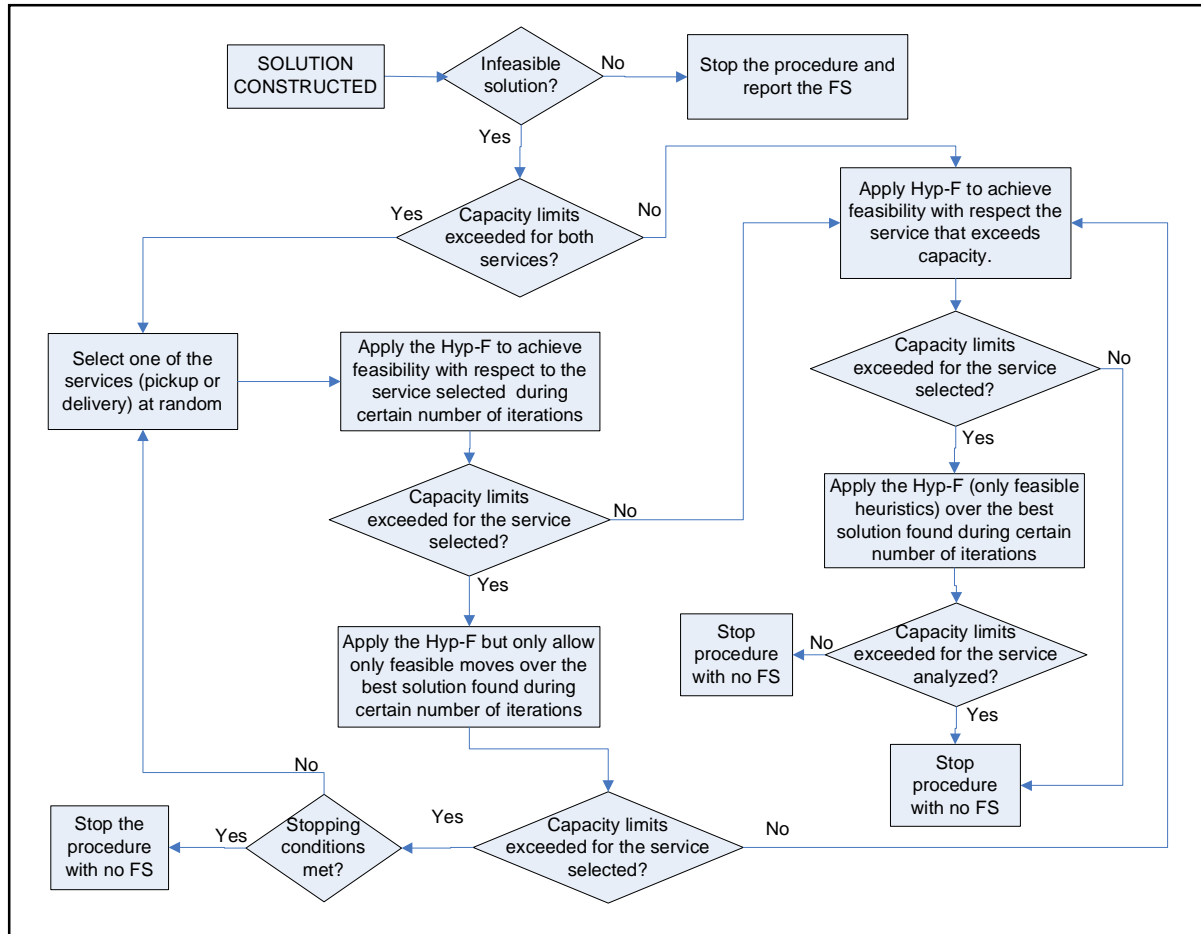 SOLUTION
CONSTRUCTED
Infeasible
solution?
No
Stop the procedure and
report the FS
Yes
Capacity limits
exceeded for both
services?
Yes
No
Apply Hyp-F to achieve
feasibility with respect the
service that exceeds
capacity.
Select one of the
services (pickup or
delivery) at random
Apply the Hyp-F to achieve
feasibility with respect to the
service selected during
certain number of iterations
Capacity limits
exceeded for the service
selected?
No
Yes
Capacity limits
exceeded for the service
selected?
No
Yes
Apply the Hyp-F (only feasible
heuristics) over the best
solution found during certain
number of iterations
Apply the Hyp-F but only allow
only feasible moves over the
best solution found during
certain number of iterations
Stop
procedure
with no FS
No
Capacity limits
exceeded for the service
analyzed?
Yes
Stop
procedure
with no FS
No
Stop the
procedure
with no FS
Yes
Stopping
conditions
met?
Yes
Capacity limits
exceeded for the service
selected?
No